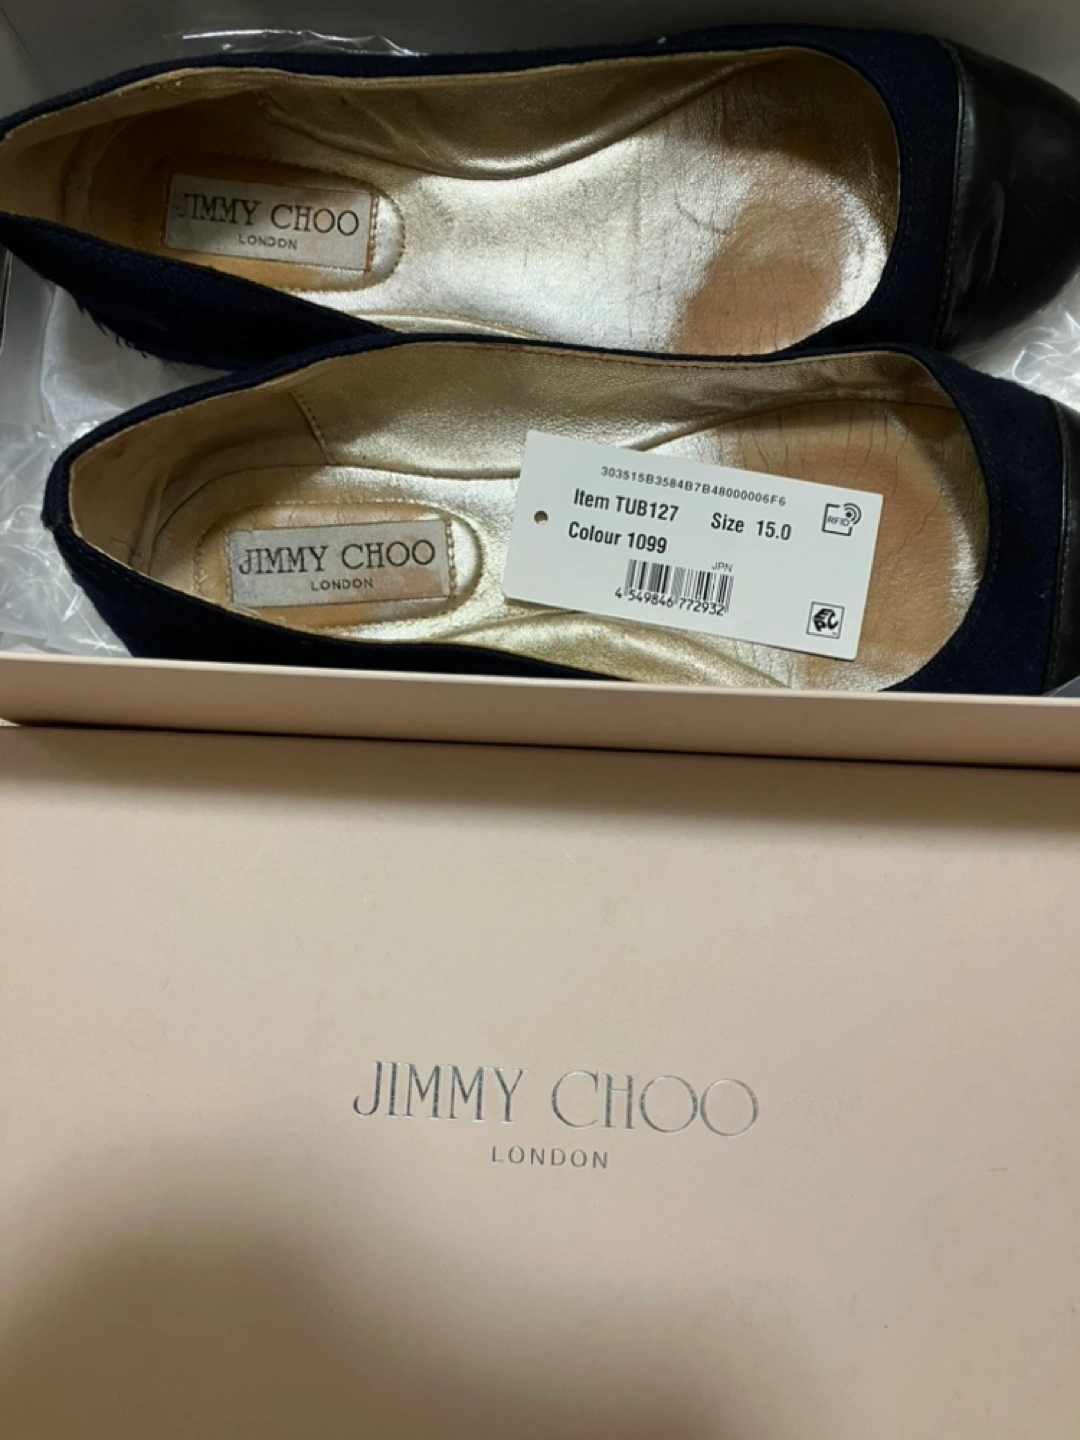 JIMMY CHOO
LONDON
JIMMY CHOO
LONDON
303515B3584B7B48000006F6
Item TUB127 Size 15.0
Colour 1099
RFID
JPN
4 549846 772932
EPC
JIMMY CHOO
LONDON